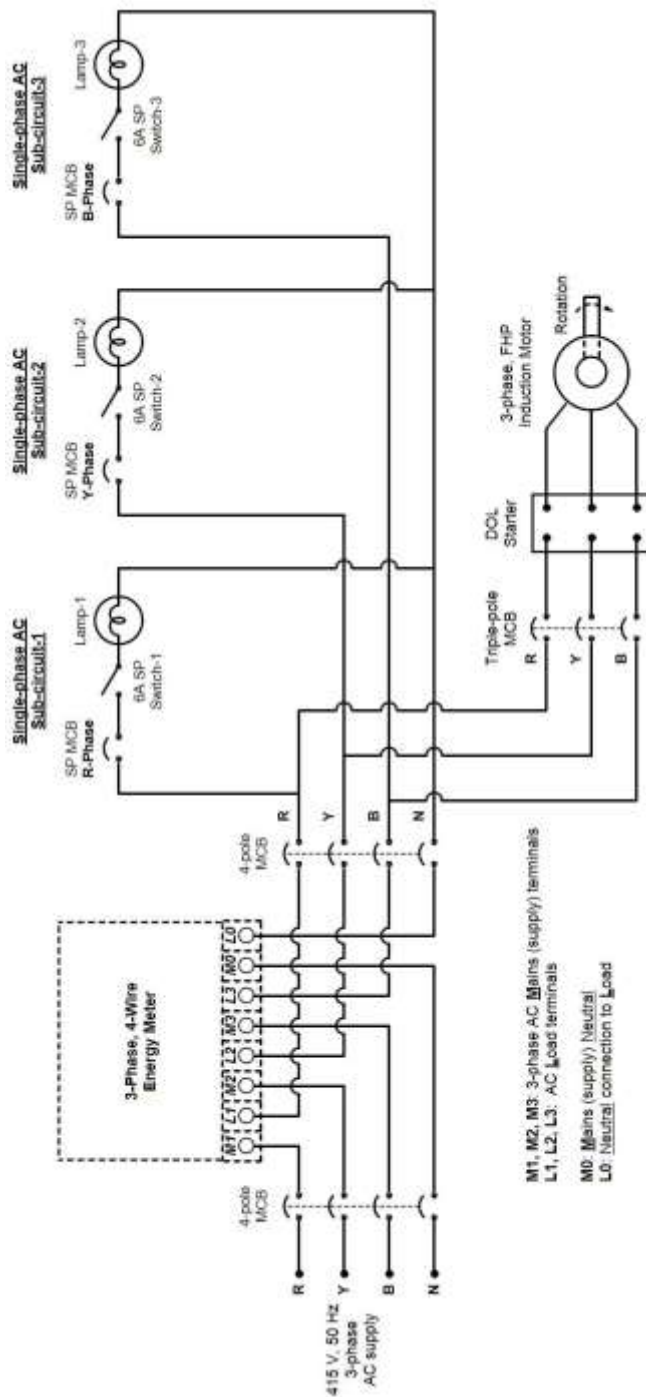 3-Phase, 4-Wire
Energy Meter
M1
L1
M2
L2
M3
L3
M0
L0
415 V, 50 Hz
3-phase
AC supply
R
Y
B
N
4-pole
MCB
4-pole
MCB
R
Y
B
N
Single-phase AC
Sub-circuit-1
SP MCB
R-Phase
6A SP
Switch-1
Lamp-1
Single-phase AC
Sub-circuit-2
SP MCB
Y-Phase
6A SP
Switch-2
Lamp-2
Single-phase AC
Sub-circuit-3
SP MCB
B-Phase
6A SP
Switch-3
Lamp-3
Triple-pole
MCB
R
Y
B
DOL
Starter
3-phase, FHP
Induction Motor
Rotation
M1, M2, M3: 3-phase AC Mains (supply) terminals
L1, L2, L3: AC Load terminals
M0: Mains (supply) Neutral
L0: Neutral connection to Load